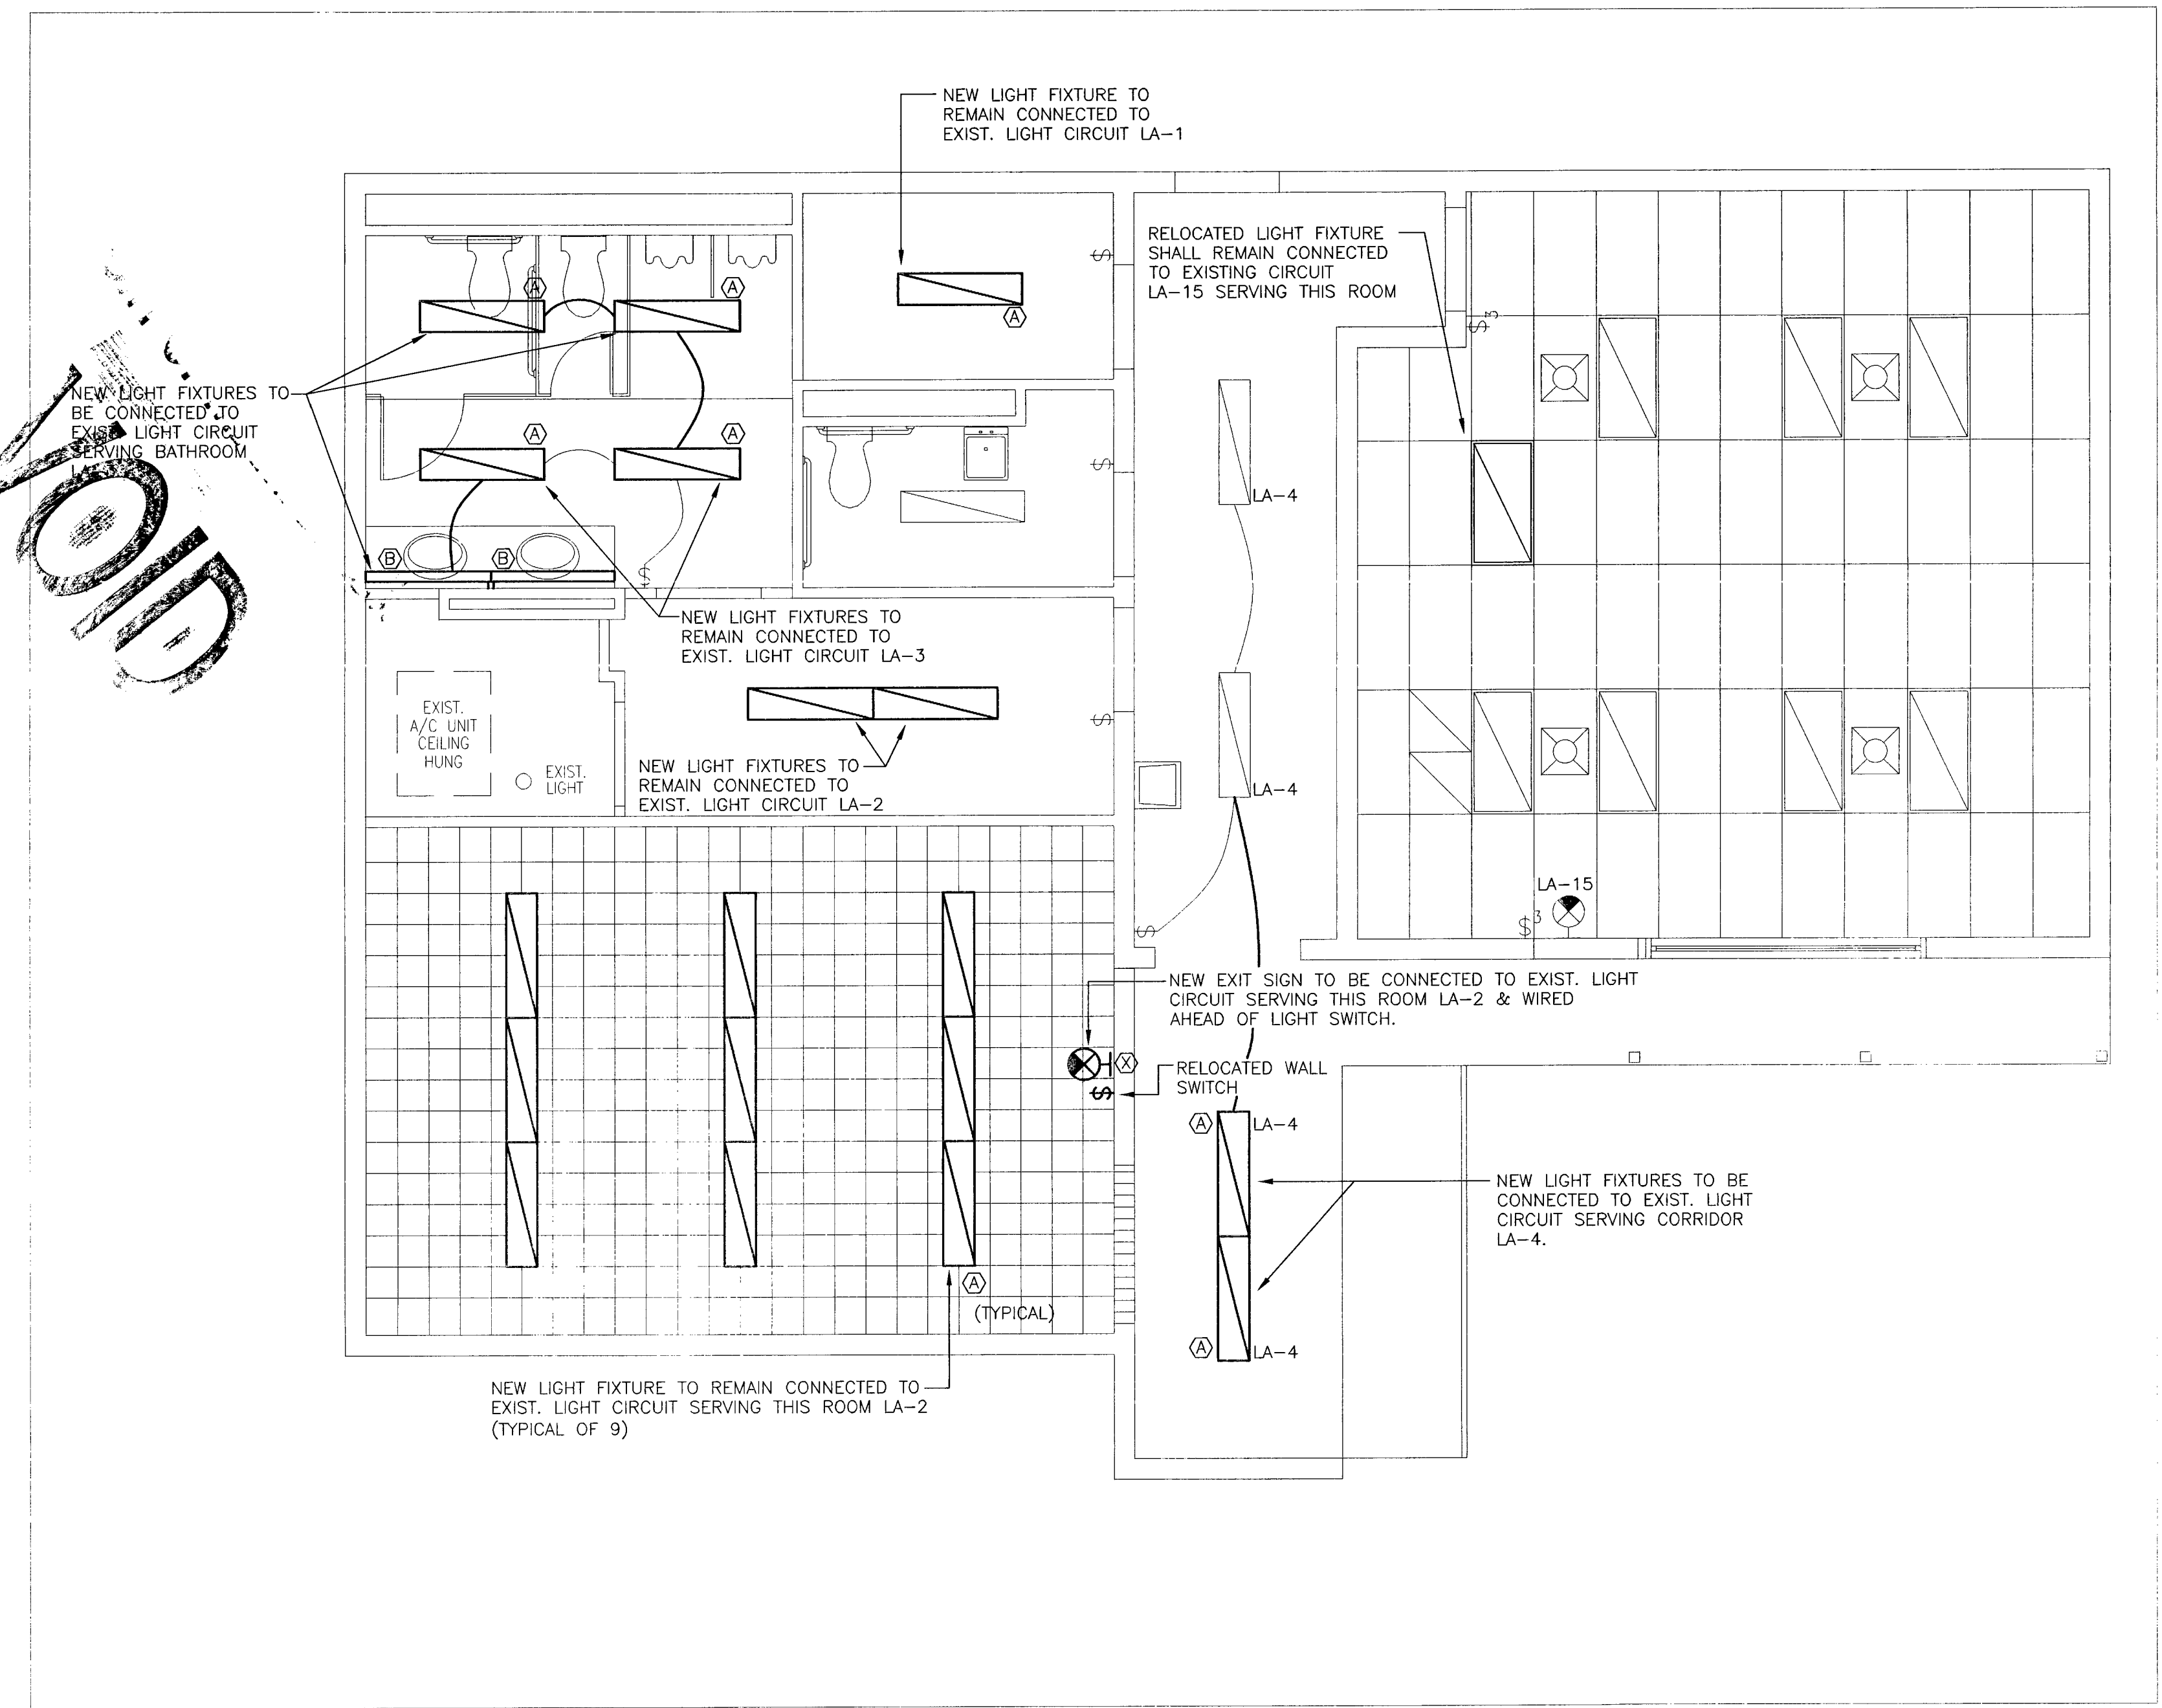 NEW LIGHT FIXTURE TO
REMAIN CONNECTED TO
EXIST. LIGHT CIRCUIT LA-1
RELOCATED LIGHT FIXTURE
SHALL REMAIN CONNECTED
TO EXISTING CIRCUIT
LA-15 SERVING THIS ROOM
A
A
A
$
$3
NEW LIGHT FIXTURES TO
BE CONNECTED TO
EXIST. LIGHT CIRCUIT
SERVING BATHROOM
VOID
A
A
$
LA-4
B
B
$
NEW LIGHT FIXTURES TO
REMAIN CONNECTED TO
EXIST. LIGHT CIRCUIT LA-3
EXIST.
A/C UNIT
CEILING
HUNG
EXIST.
LIGHT
$
NEW LIGHT FIXTURES TO
REMAIN CONNECTED TO
EXIST. LIGHT CIRCUIT LA-2
LA-4
LA-15
$3
$
NEW EXIT SIGN TO BE CONNECTED TO EXIST. LIGHT
CIRCUIT SERVING THIS ROOM LA-2 & WIRED
AHEAD OF LIGHT SWITCH.
X
RELOCATED WALL
SWITCH
$
A
LA-4
NEW LIGHT FIXTURES TO BE
CONNECTED TO EXIST. LIGHT
CIRCUIT SERVING CORRIDOR
LA-4.
A
(TYPICAL)
A
LA-4
NEW LIGHT FIXTURE TO REMAIN CONNECTED TO
EXIST. LIGHT CIRCUIT SERVING THIS ROOM LA-2
(TYPICAL OF 9)